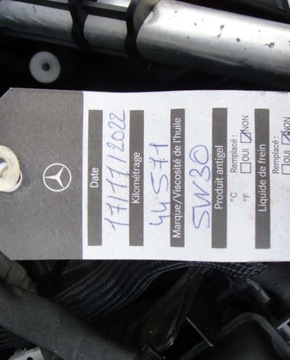 Date
17/11/2022
Kilométrage
44571
Marque/Viscosité de l'huile
5W30
Produit antigel
°C °F
Remplacé :
OUI NON
Liquide de frein
Remplacé :
OUI NON